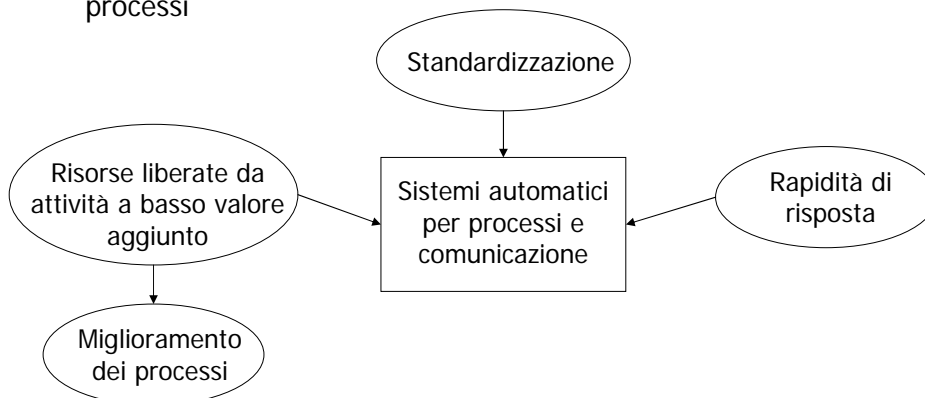 processi
Standardizzazione
Risorse liberate da
attività a basso valore
aggiunto
Sistemi automatici
per processi e
comunicazione
Rapidità di
risposta
Miglioramento
dei processi